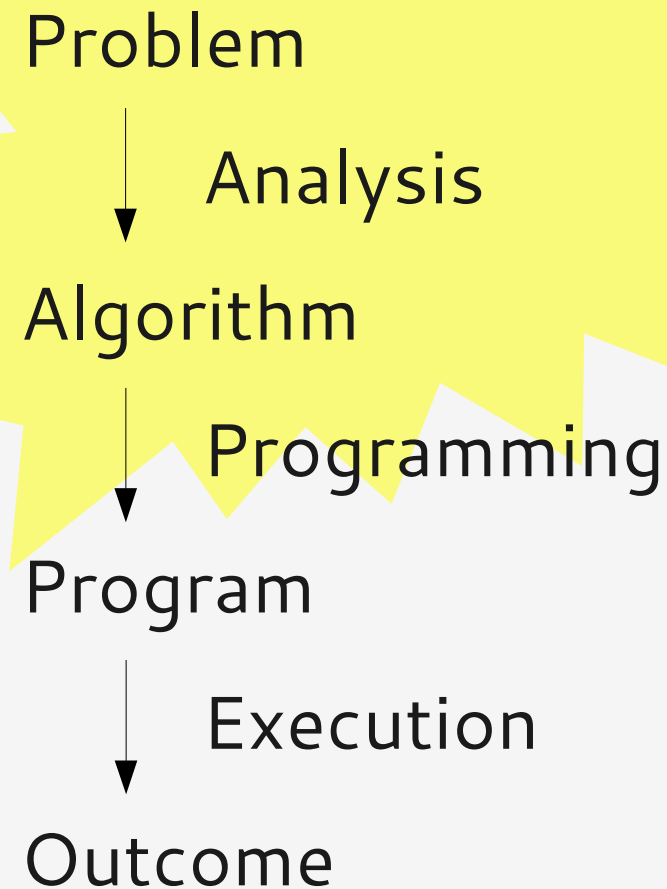 Problem
Analysis
Algorithm
Programming
Program
Execution
Outcome